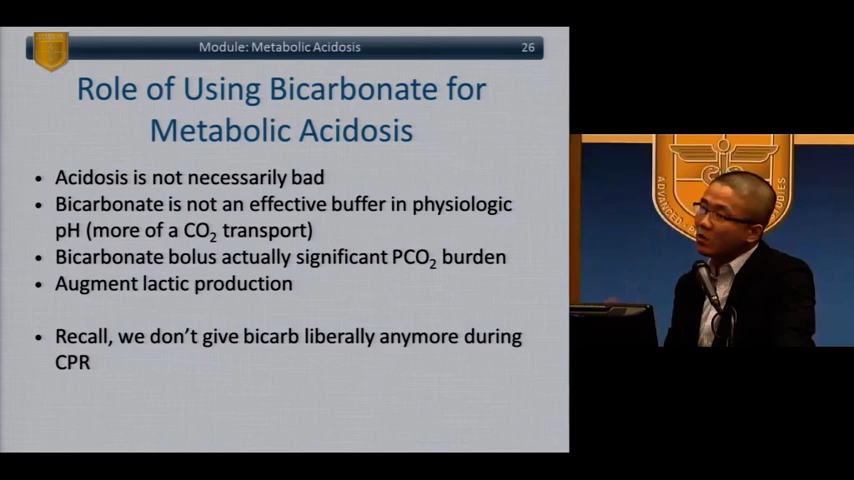 Module: Metabolic Acidosis 26
Role of Using Bicarbonate for
Metabolic Acidosis
• Acidosis is not necessarily bad
• Bicarbonate is not an effective buffer in physiologic
pH (more of a CO₂ transport)
• Bicarbonate bolus actually significant PCO₂ burden
• Augment lactic production
• Recall, we don't give bicarb liberally anymore during
CPR
ADVANCED